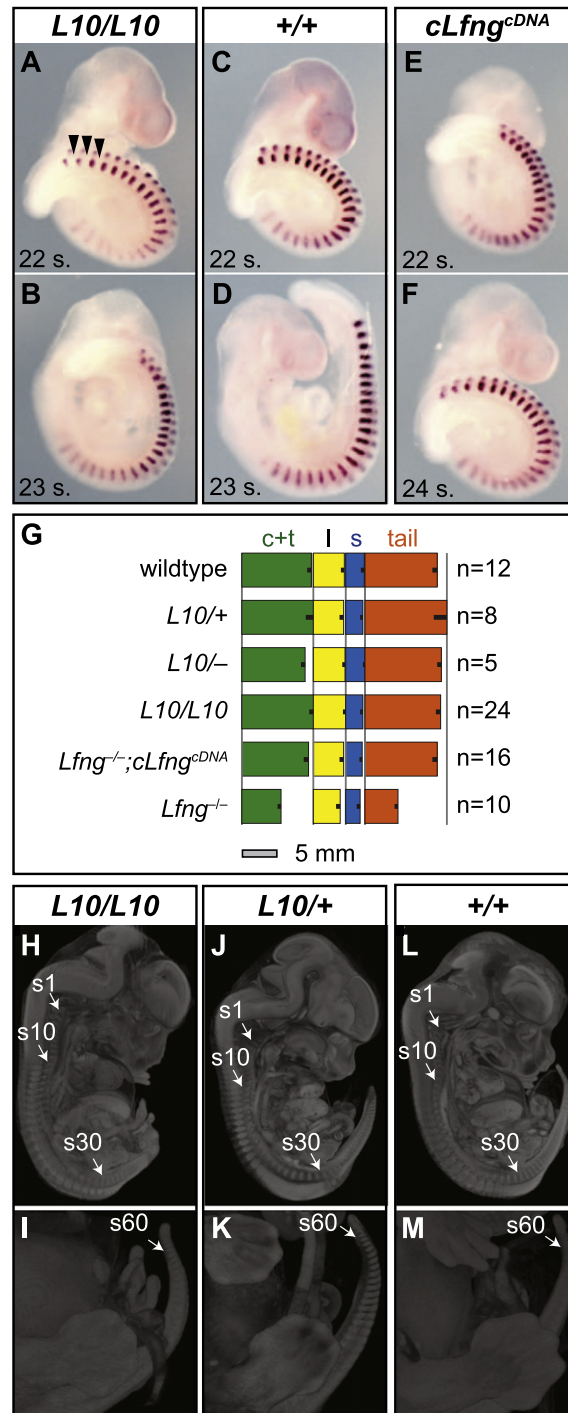 L10/L10 +/+ cLfng^cDNA
A C E
22 s. 22 s. 22 s.
B D F
23 s. 23 s. 24 s.
G c+t l s tail
wildtype n=12
L10/+ n=8
L10/– n=5
L10/L10 n=24
Lfng^–/–;cLfng^cDNA n=16
Lfng^–/– n=10
5 mm
L10/L10 L10/+ +/+
H J L
s1 s1 s1
s10 s10 s10
s30 s30 s30
I K M
s60 s60 s60